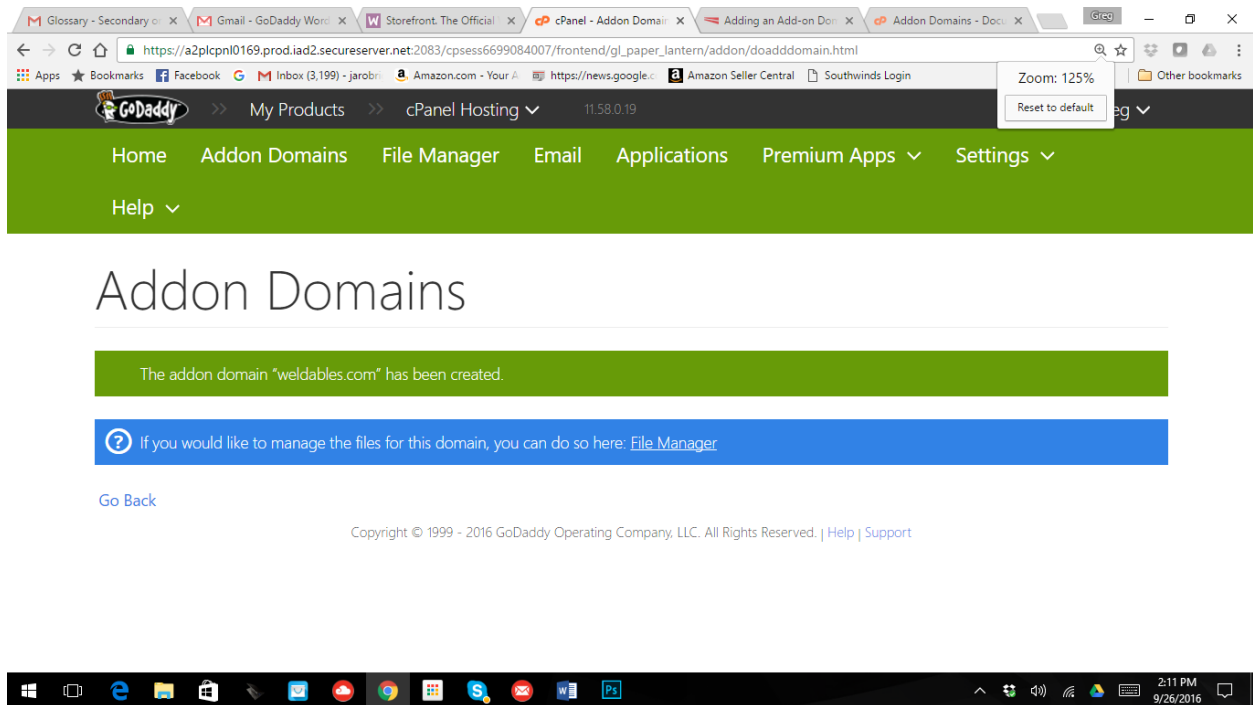 Glossary - Secondary or
Gmail - GoDaddy Word
Storefront. The Official
cPanel - Addon Domain
Adding an Add-on Don
Addon Domains - Docu
Greg
https://a2plcpnl0169.prod.iad2.secureserver.net:2083/cpsess6699084007/frontend/gl_paper_lantern/addon/doadddomain.html
Apps Bookmarks Facebook Google Inbox (3,199) - jarobri Amazon.com - Your A https://news.google.c Amazon Seller Central Southwinds Login Other bookmarks
Zoom: 125%
Reset to default
GoDaddy >> My Products >> cPanel Hosting 11.58.0.19 eg
Home Addon Domains File Manager Email Applications Premium Apps Settings
Help
Addon Domains
The addon domain “weldables.com” has been created.
? If you would like to manage the files for this domain, you can do so here: File Manager
Go Back
Copyright © 1999 - 2016 GoDaddy Operating Company, LLC. All Rights Reserved. | Help | Support
2:11 PM
9/26/2016